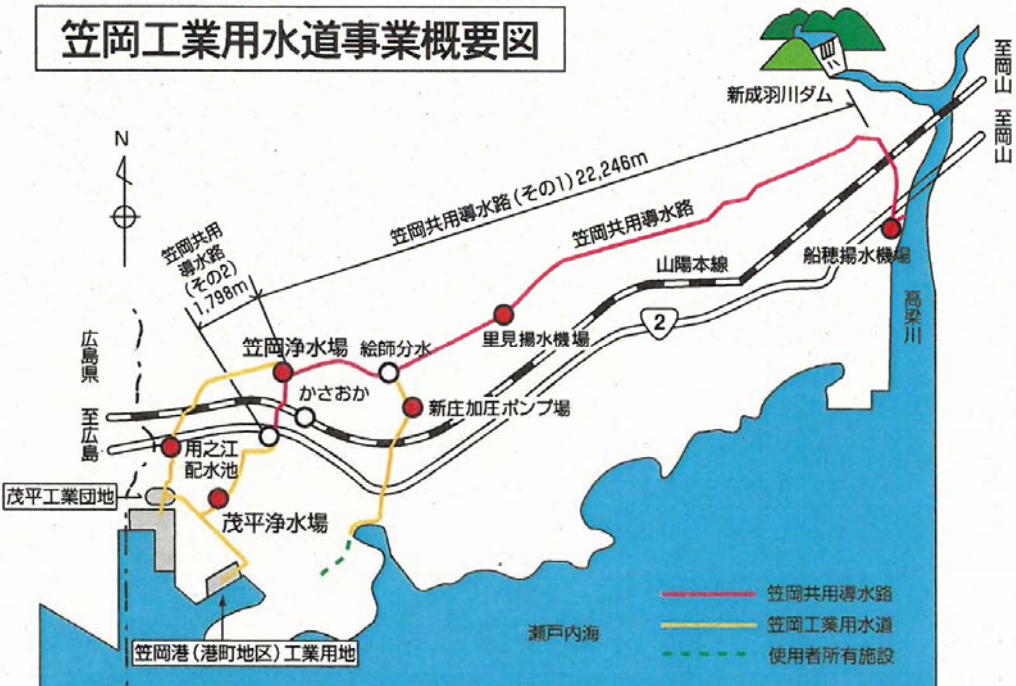 笠岡工業用水道事業概要図
至岡山
至岡山
新成羽川ダム
N
笠岡共用導水路(その1)22,246m
笠岡共用導水路
笠岡共用
導水路
(その2)
1,798m
山陽本線
船穂揚水機場
高梁川
2
里見揚水機場
笠岡浄水場
絵師分水
かさおか
新庄加圧ポンプ場
広島県
至広島
用之江
配水池
茂平工業団地
茂平浄水場
笠岡港(港町地区)工業用地
瀬戸内海
笠岡共用導水路
笠岡工業用水道
使用者所有施設